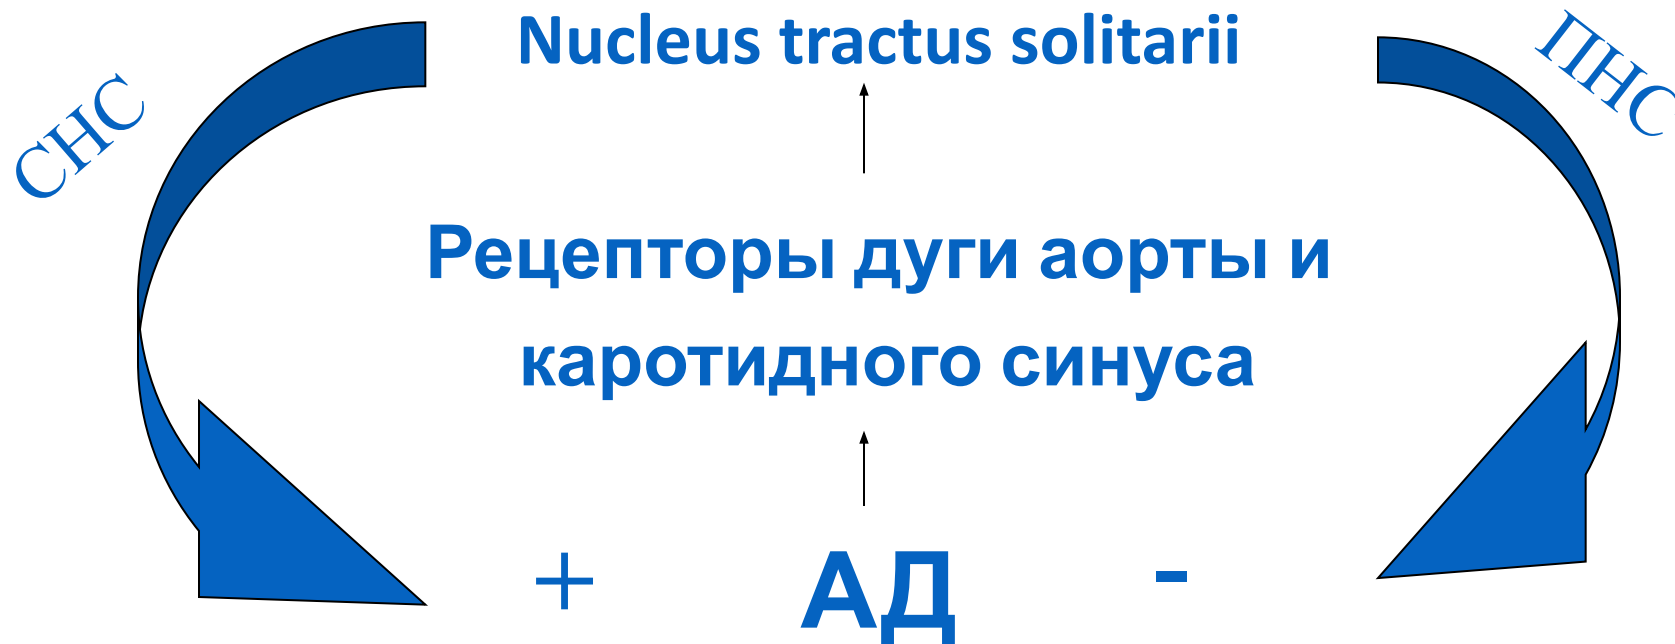 Nucleus tractus solitarii
СНС
ПНС
Рецепторы дуги аорты и
каротидного синуса
+ АД -